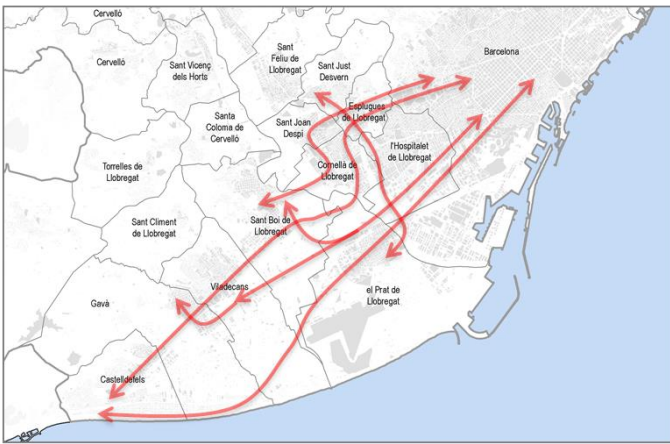 Cervelló
Barcelona
Sant
Feliu de
Llobregat
Sant Just
Desvern
Cervelló
Sant Vicenç
dels Horts
Esplugues
de Llobregat
Santa
Coloma de
Cervelló
Sant Joan
Despí
l'Hospitalet
de Llobregat
Torrelles de
Llobregat
Cornellà de
Llobregat
Sant Climent
de Llobregat
Sant Boi de
Llobregat
Viladecans
el Prat de
Llobregat
Gavà
Castelldefels